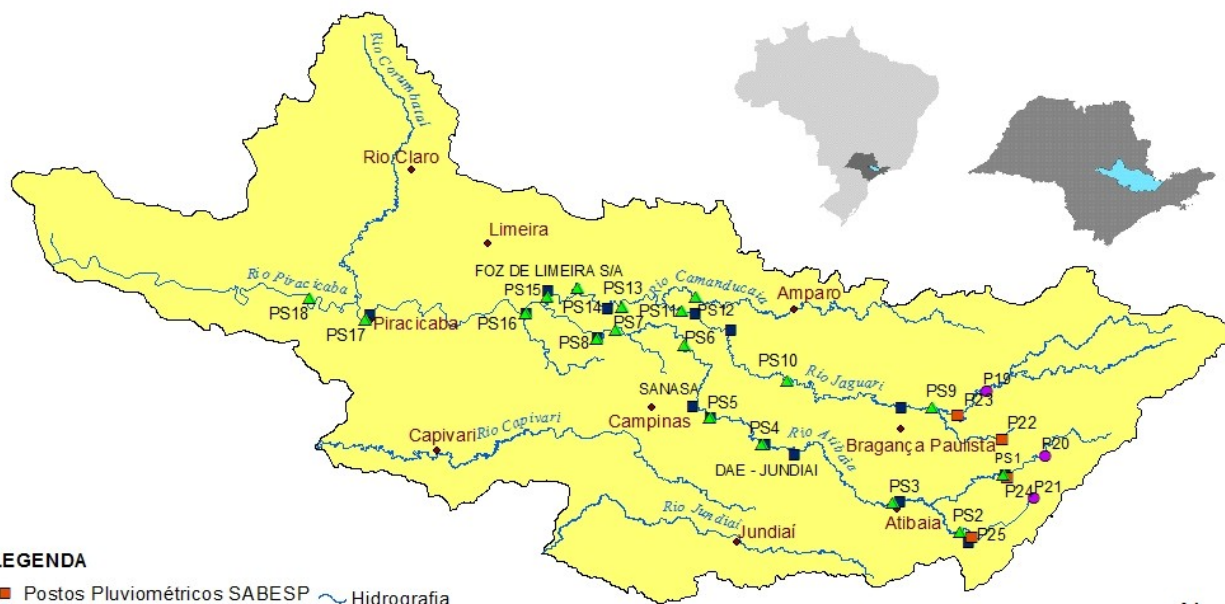 Rio Corumbataí
Rio Claro
Limeira
FOZ DE LIMEIRA S/A
Rio Piracicaba
Rio Camanducaia
Amparo
PS18
PS17
Piracicaba
PS16
PS15
PS14
PS13
PS11
PS12
PS8
PS7
PS6
PS10
Rio Jaguari
PS9
P19
P23
P22
P20
SANASA
PS5
Campinas
PS4
DAE - JUNDIAI
Rio Atibaia
Bragança Paulista
PS1
P24
P21
Capivari
Rio Capivari
PS3
Atibaia
PS2
P25
Rio Jundiaí
Jundiaí
LEGENDA
Postos Pluviométricos SABESP
Hidrografia